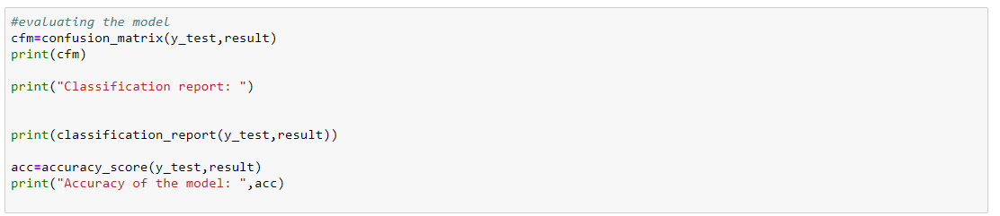 #evaluating the model
cfm=confusion_matrix(y_test,result)
print(cfm)
print("Classification report: ")
print(classification_report(y_test,result))
acc=accuracy_score(y_test,result)
print("Accuracy of the model: ",acc)